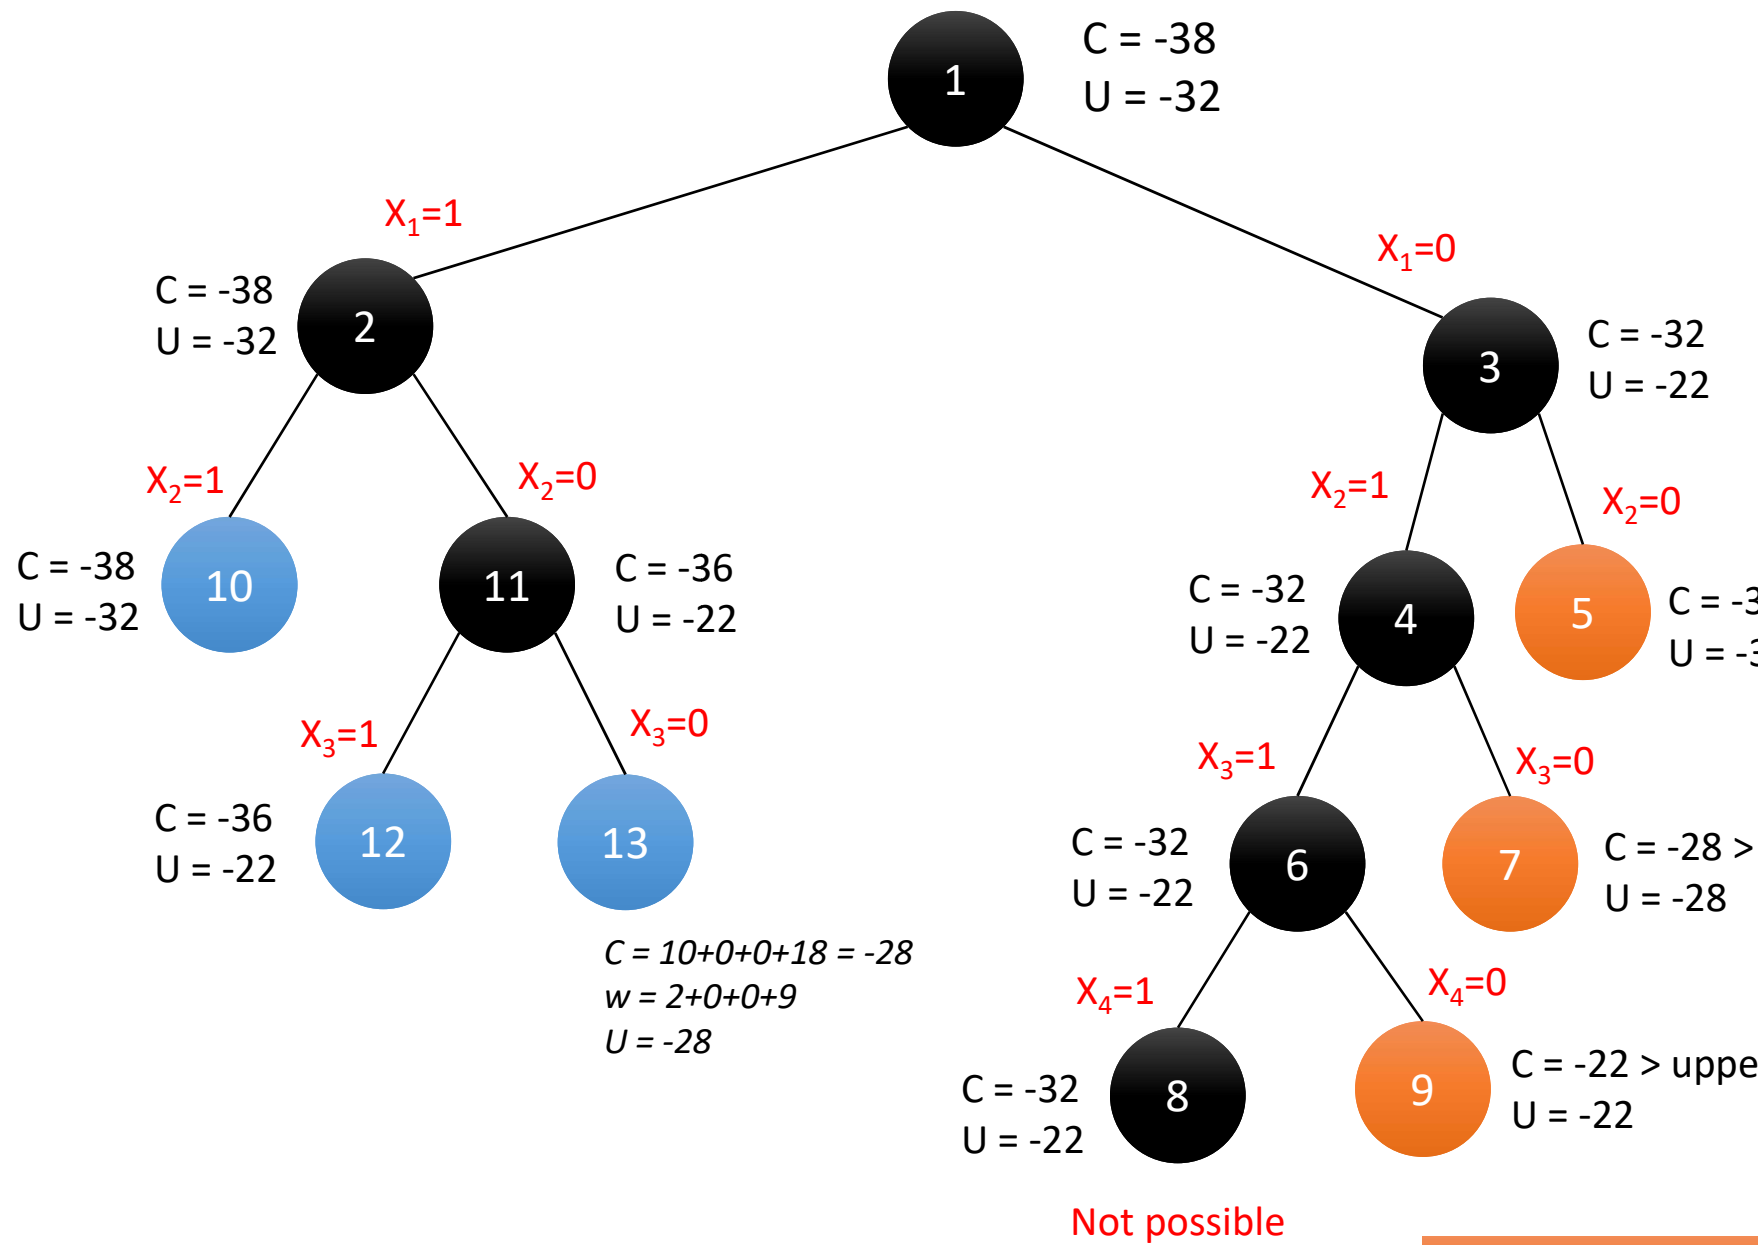 1
C = -38
U = -32
X₁=1
X₁=0
C = -38
U = -32
2
3
C = -32
U = -22
X₂=1
X₂=0
X₂=1
X₂=0
C = -38
U = -32
10
11
C = -36
U = -22
C = -32
U = -22
4
5
C =
U =
X₃=1
X₃=0
X₃=1
X₃=0
C = -36
U = -22
12
13
C = -32
U = -22
6
7
C = -28 >
U = -28
C = 10+0+0+18 = -28
w = 2+0+0+9
U = -28
X₄=1
X₄=0
C = -32
U = -22
8
9
C = -22 >
U = -22
Not possible